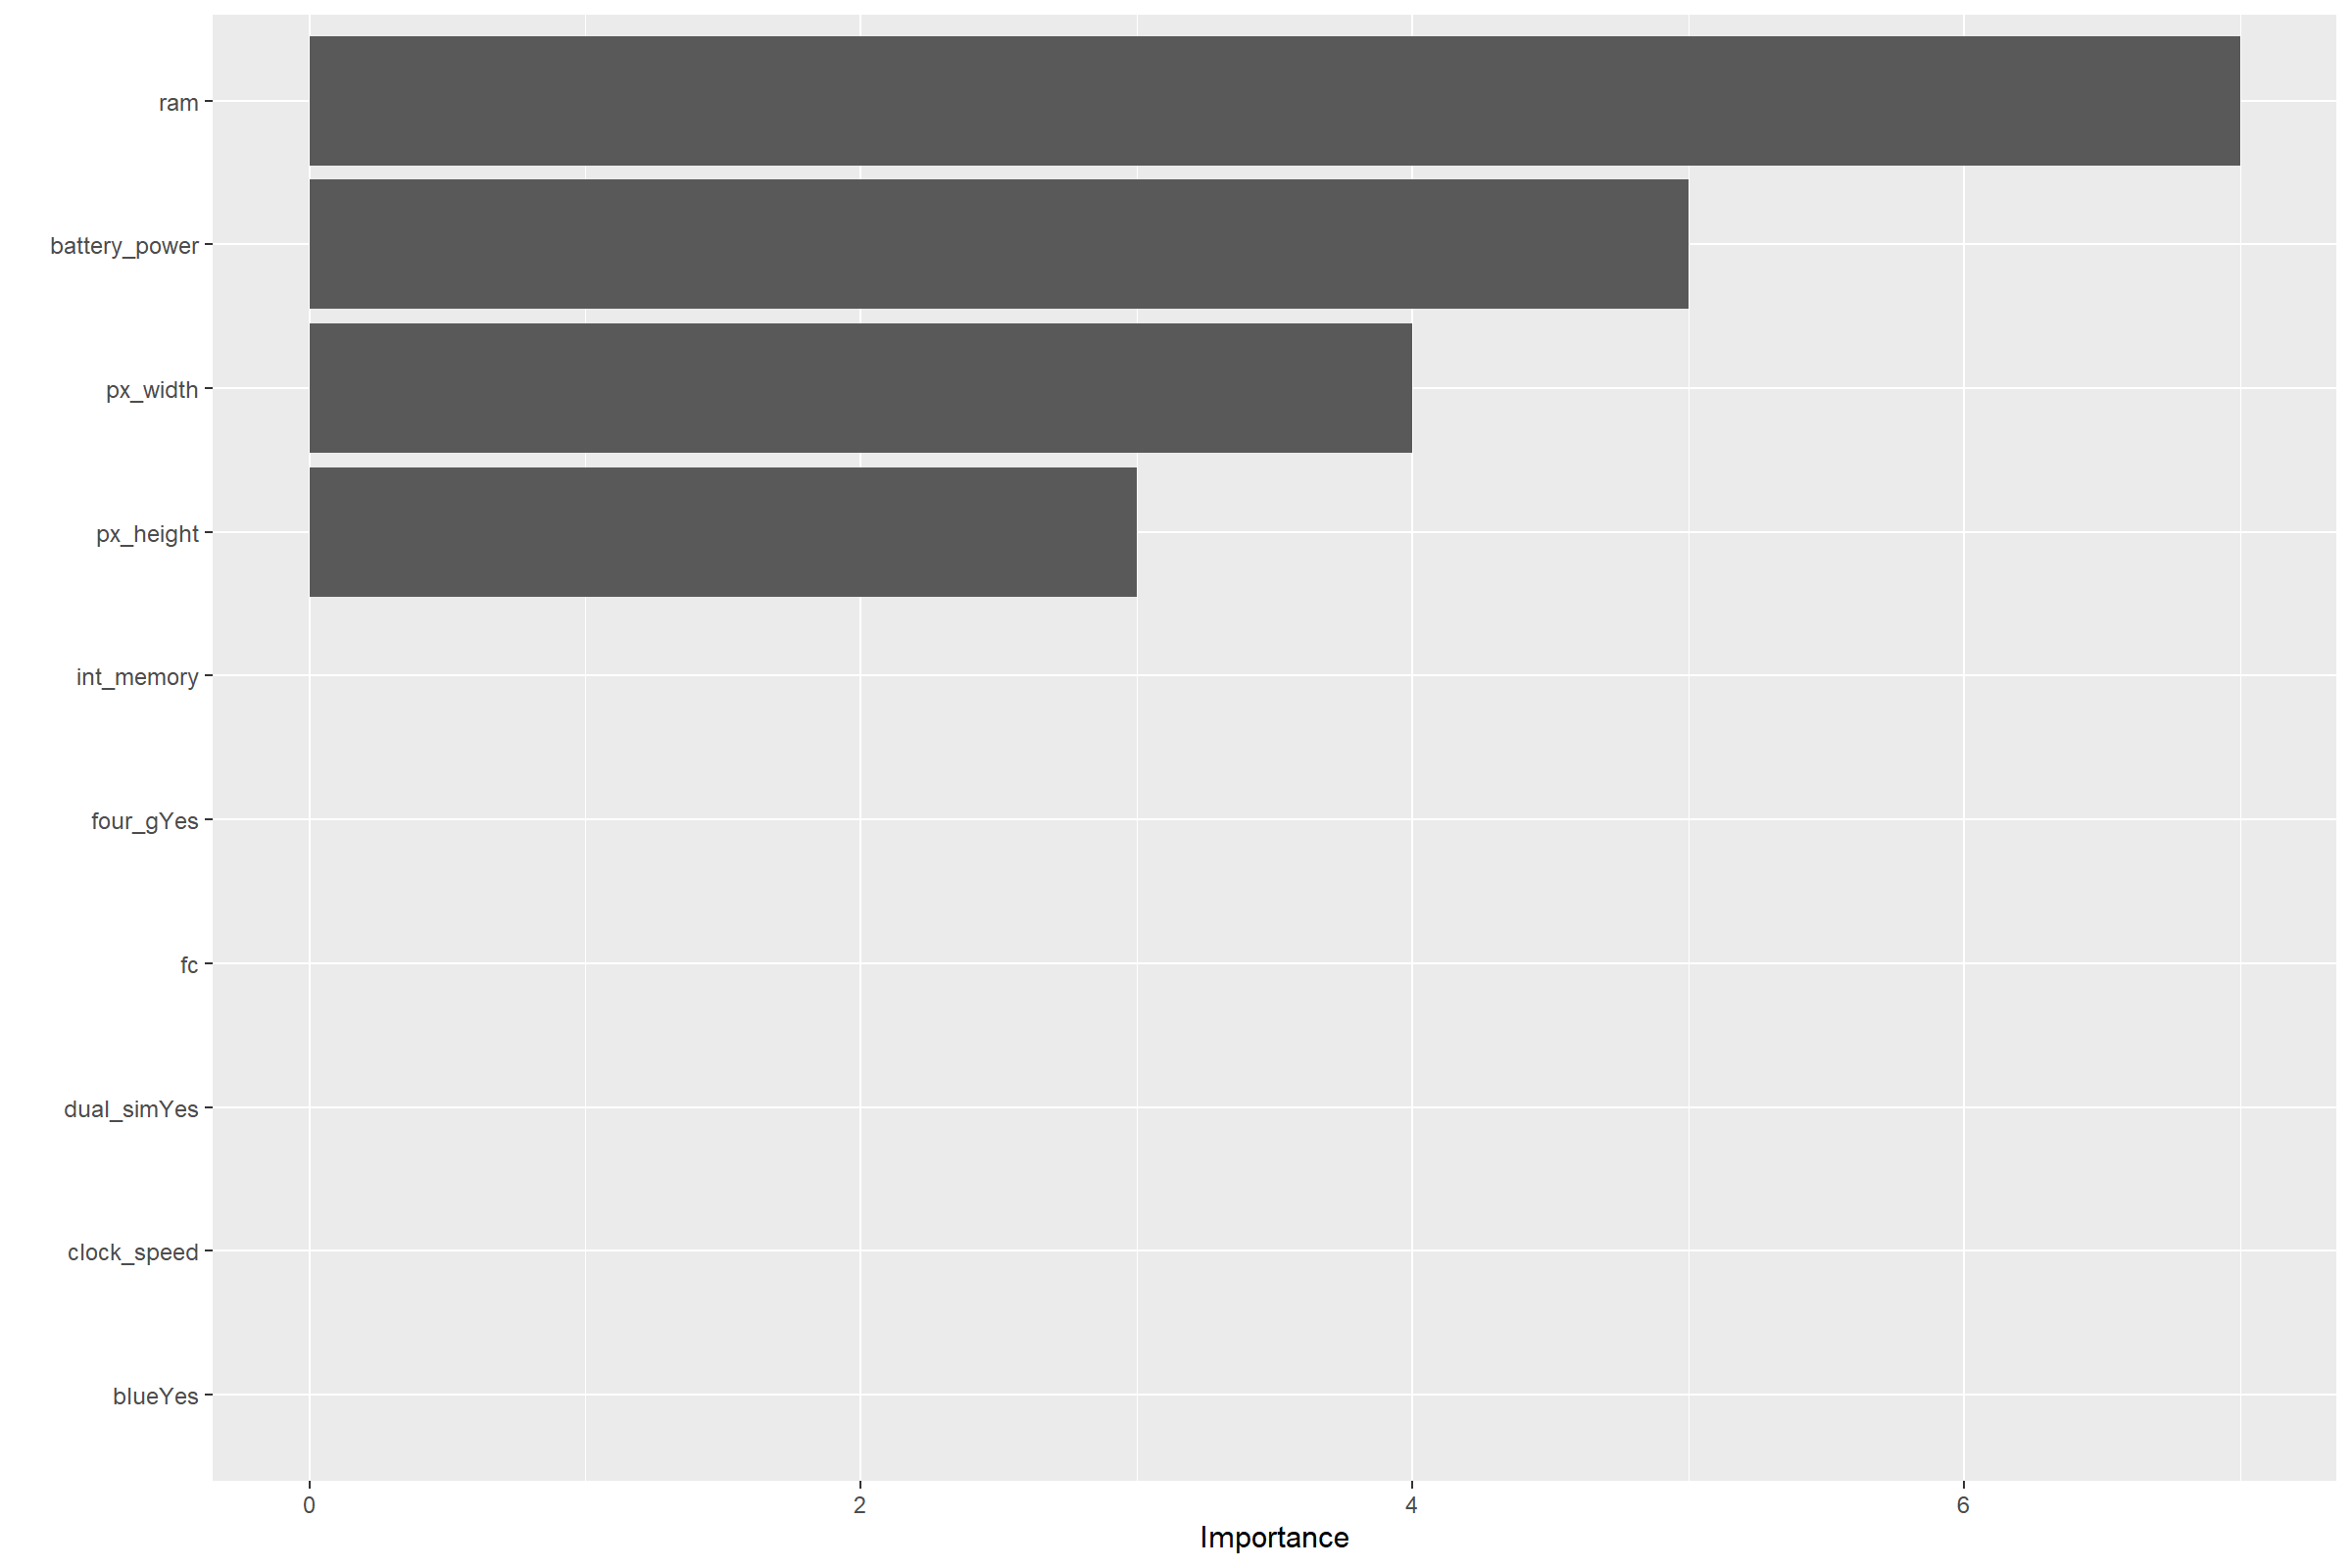 ram
battery_power
px_width
px_height
int_memory
four_gYes
fc
dual_simYes
clock_speed
blueYes
0 2 4 6
Importance